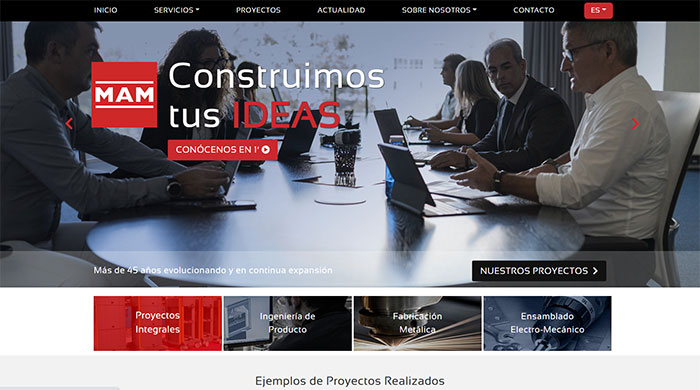 INICIO SERVICIOS PROYECTOS ACTUALIDAD SOBRE NOSOTROS CONTACTO ES
MAM
Construimos
tus IDEAS
CONÓCENOS EN 1'
Más de 45 años evolucionando y en continua expansión
NUESTROS PROYECTOS
Proyectos
Integrales
Ingeniería de
Producto
Fabricación
Metálica
Ensamblado
Electro-Mecánico
Ejemplos de Proyectos Realizados